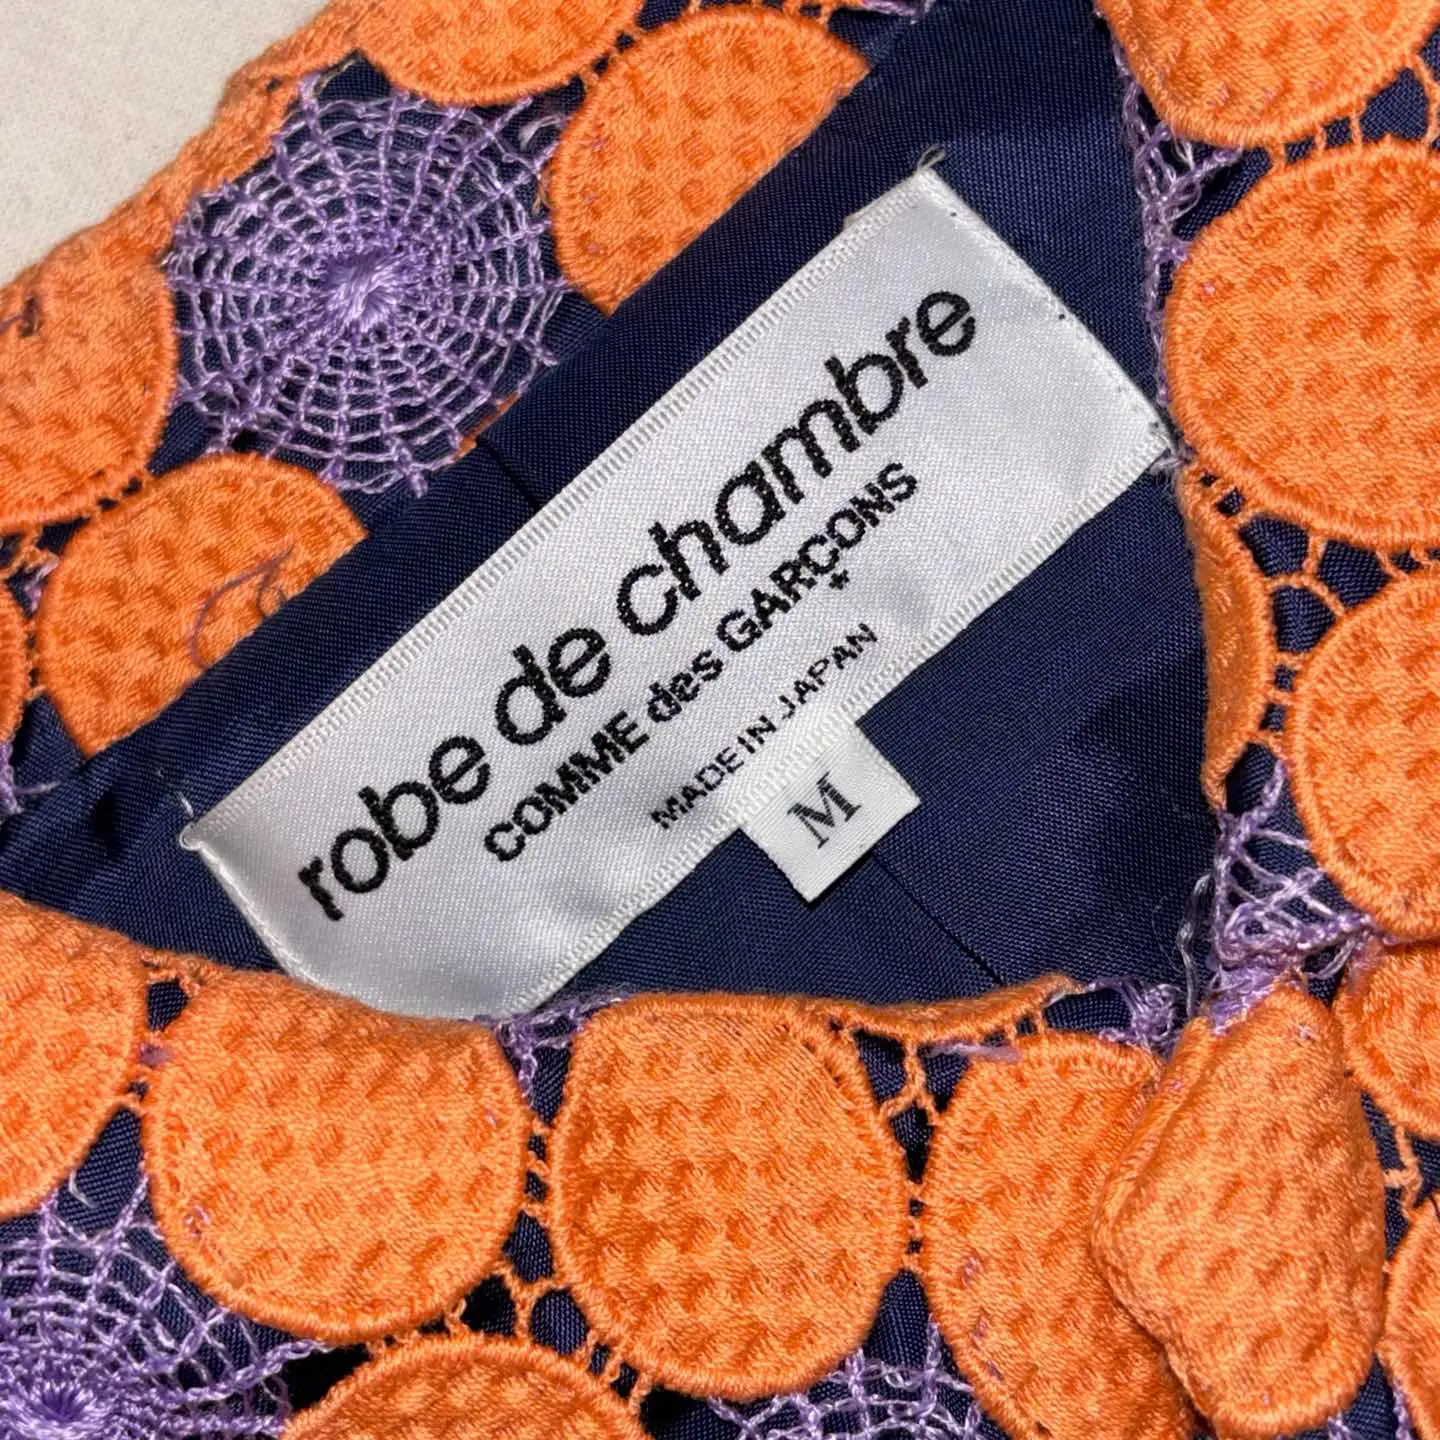 robe de chambre
COMME des GARÇONS
MADE IN JAPAN
M